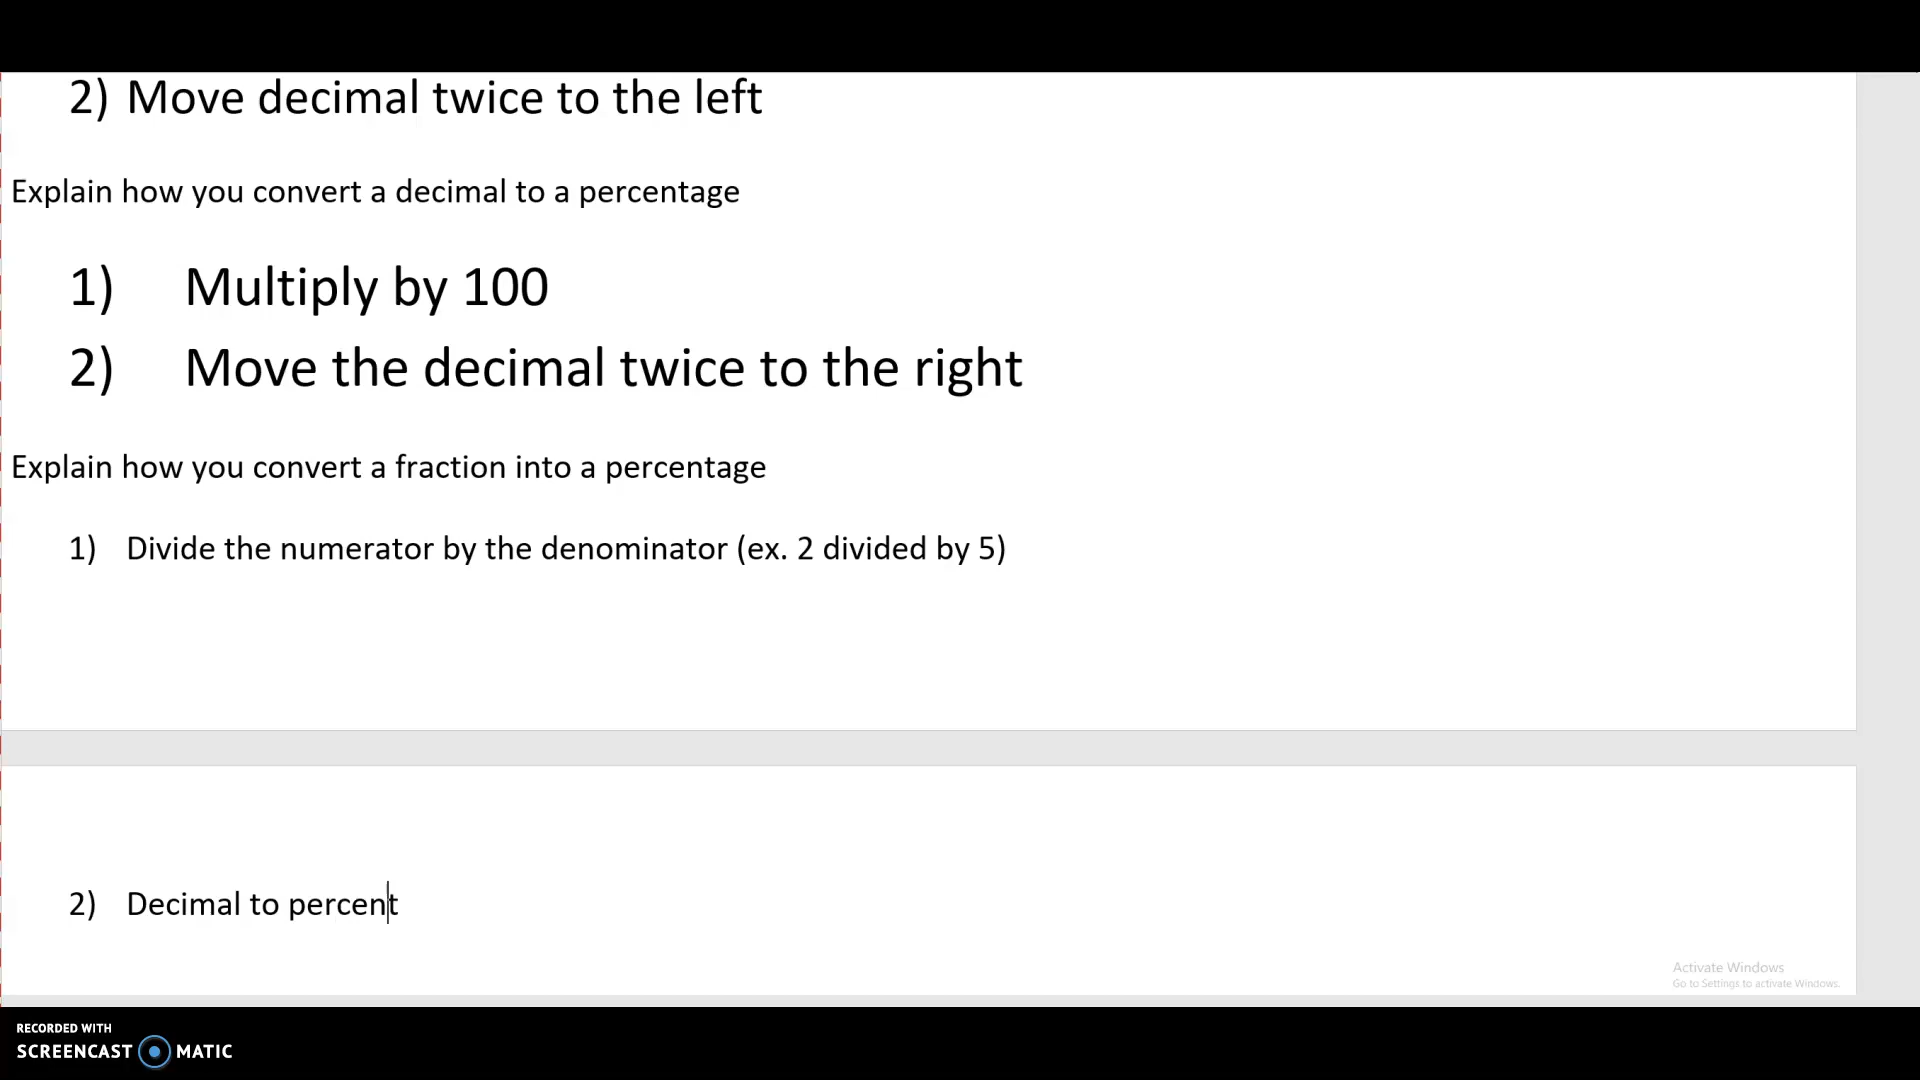 2) Move decimal twice to the left
Explain how you convert a decimal to a percentage
1) Multiply by 100
2) Move the decimal twice to the right
Explain how you convert a fraction into a percentage
1) Divide the numerator by the denominator (ex. 2 divided by 5)
2) Decimal to percent
Activate Windows
Go to Settings to activate Windows.
RECORDED WITH
SCREENCAST MATIC